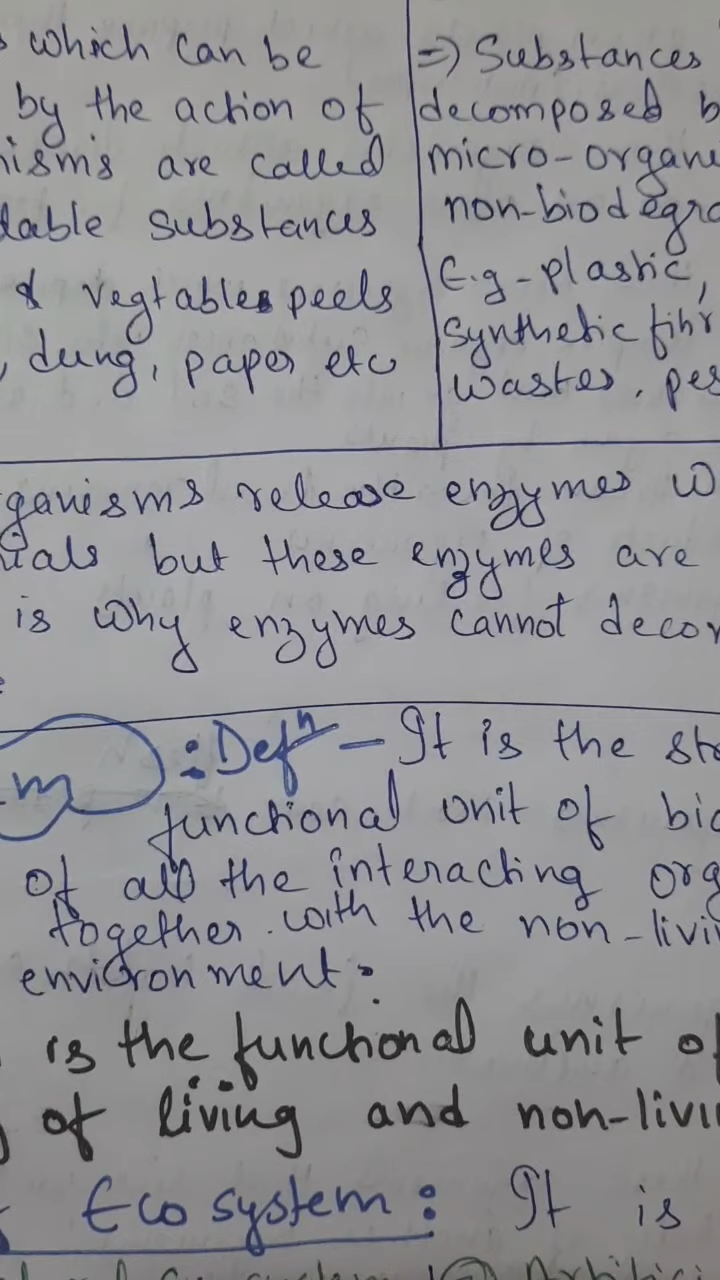 which can be
by the action of
nisms are called
dable substances
& vegtables peels
, dung, paper etc
=> Substances
decomposed b
micro-organi
non-biodegra
E.g - plastic,
synthetic fibr
wastes, pes
ganisms release enzymes w
ials but these enzymes are
is why enzymes cannot decom
m : Defⁿ - It is the st
functional unit of bio
of all the interacting org
together with the non-livin
environment.
is the functional unit of
of living and non-livin
Eco system : It is